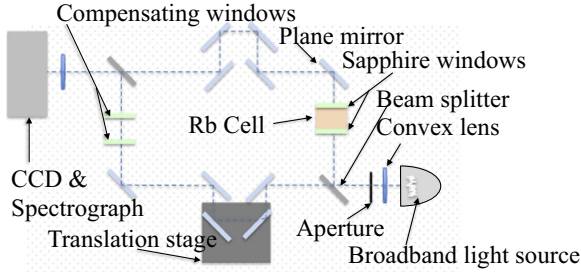 Compensating windows
Plane mirror
Sapphire windows
Beam splitter
Rb Cell
Convex lens
CCD &
Spectrograph
Translation stage
Aperture
Broadband light source